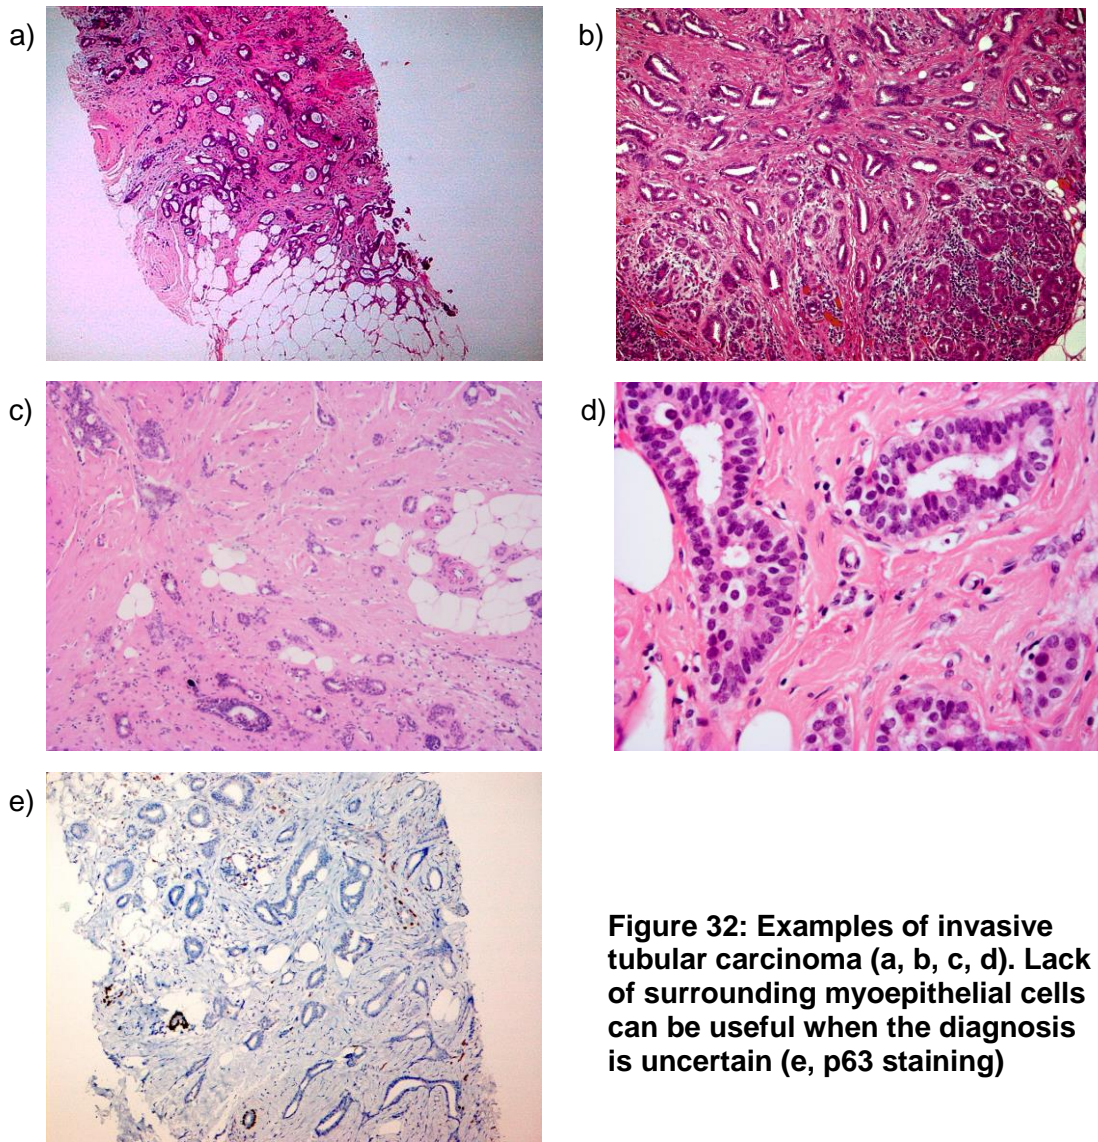 a)
b)
c)
d)
e)
Figure 32: Examples of invasive
tubular carcinoma (a, b, c, d). Lack
of surrounding myoepithelial cells
can be useful when the diagnosis
is uncertain (e, p63 staining)